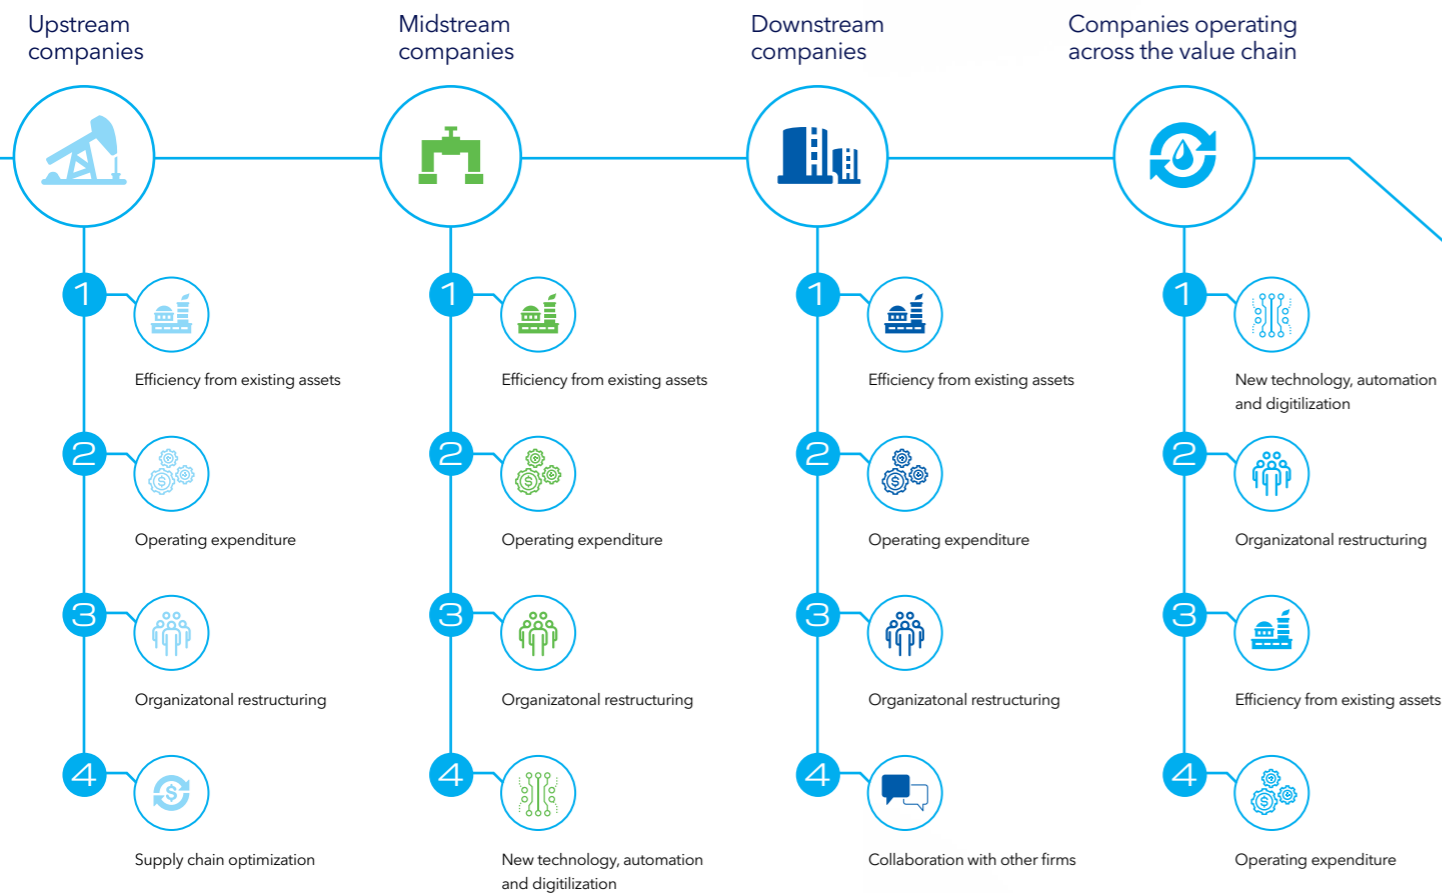 Upstream
companies
Midstream
companies
Downstream
companies
Companies operating
across the value chain
1
Efficiency from existing assets
2
Operating expenditure
3
Organizatonal restructuring
4
Supply chain optimization
1
Efficiency from existing assets
2
Operating expenditure
3
Organizatonal restructuring
4
New technology, automation
and digitilization
1
Efficiency from existing assets
2
Operating expenditure
3
Organizatonal restructuring
4
Collaboration with other firms
1
New technology, automation
and digitilization
2
Organizatonal restructuring
3
Efficiency from existing assets
4
Operating expenditure